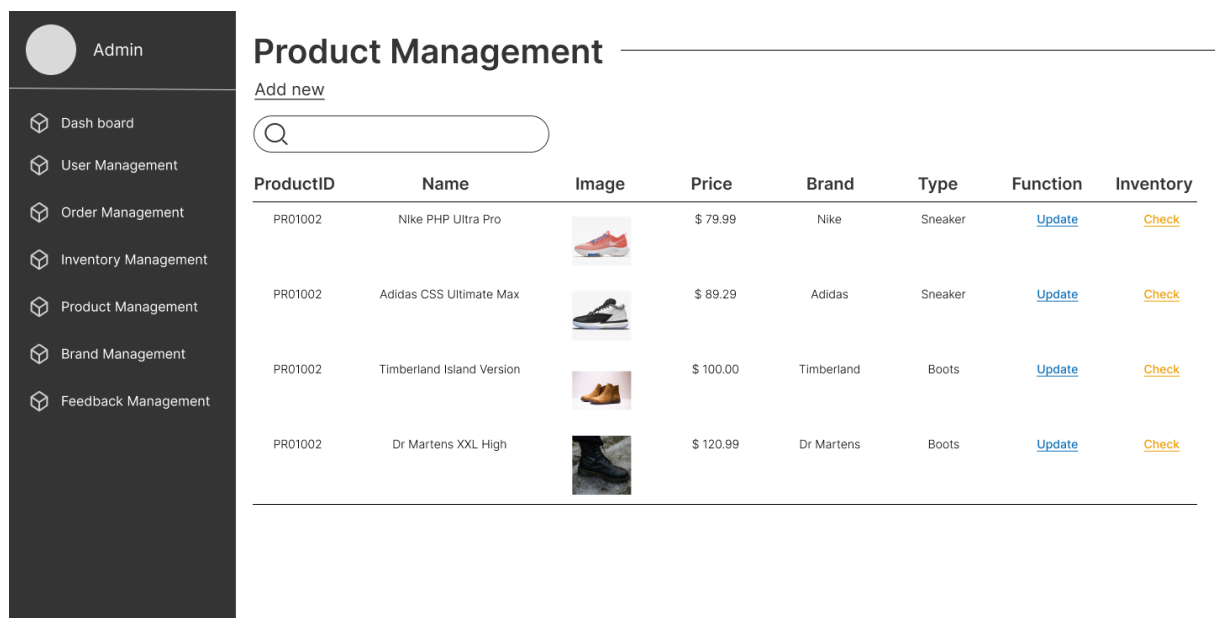 Admin
Dash board
User Management
Order Management
Inventory Management
Product Management
Brand Management
Feedback Management
Product Management
Add new
ProductID Name Image Price Brand Type Function Inventory
PR01002 NIke PHP Ultra Pro $ 79.99 Nike Sneaker Update Check
PR01002 Adidas CSS Ultimate Max $ 89.29 Adidas Sneaker Update Check
PR01002 Timberland Island Version $ 100.00 Timberland Boots Update Check
PR01002 Dr Martens XXL High $ 120.99 Dr Martens Boots Update Check